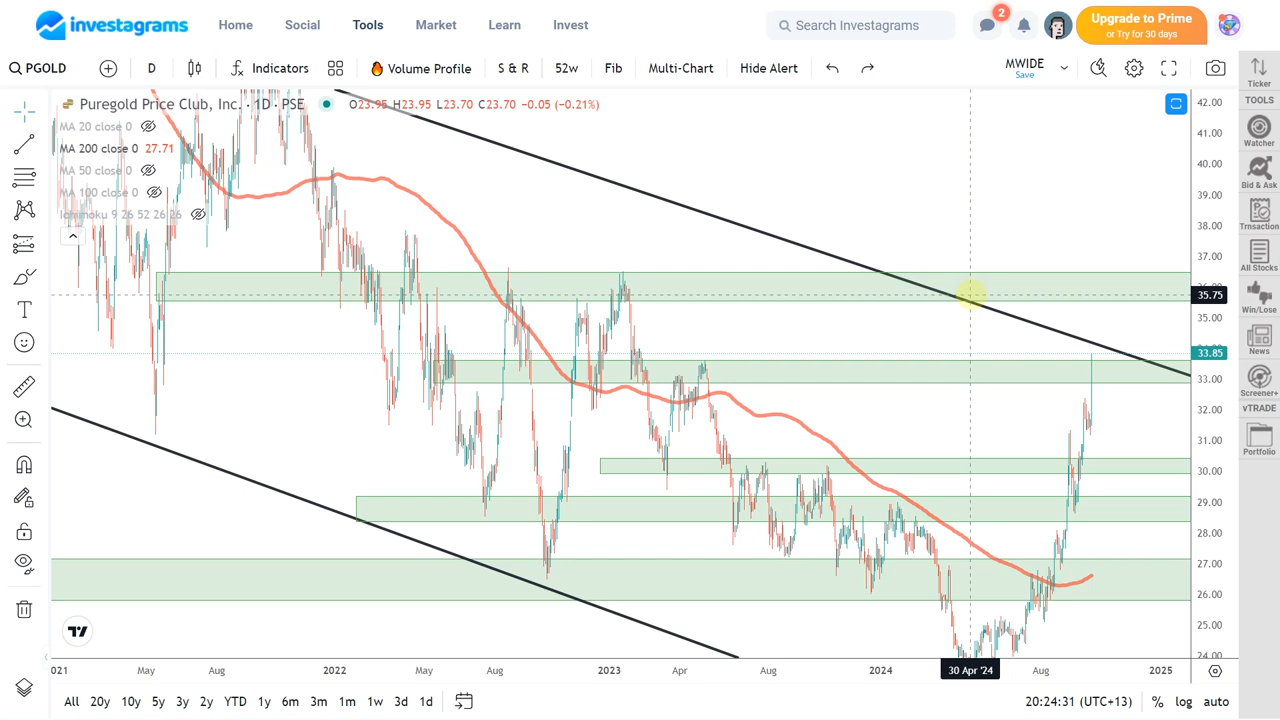 investagrams Home Social Tools Market Learn Invest Search Investagrams 2 Upgrade to Prime
or Try for 30 days
PGOLD D Indicators Volume Profile S & R 52w Fib Multi-Chart Hide Alert MWIDE
Save
Ticker
TOOLS
Watcher
Bid & Ask
Trnsaction
All Stocks
Win/Lose
News
Screener+
vTRADE
Portfolio
Puregold Price Club, Inc. · 1D · PSE O23.95 H23.95 L23.70 C23.70 -0.05 (-0.21%)
MA 20 close 0
MA 200 close 0 27.71
MA 50 close 0
MA 100 close 0
Ichimoku 9 26 52 26 26
42.00
41.00
40.00
39.00
38.00
37.00
36.00
35.75
35.00
33.85
33.00
32.00
31.00
30.00
29.00
28.00
27.00
26.00
25.00
24.00
2021 May Aug 2022 May Aug 2023 Apr Aug 2024 30 Apr '24 Aug 2025
All 20y 10y 5y 3y 2y YTD 1y 6m 3m 1m 1w 3d 1d 20:24:31 (UTC+13) % log auto